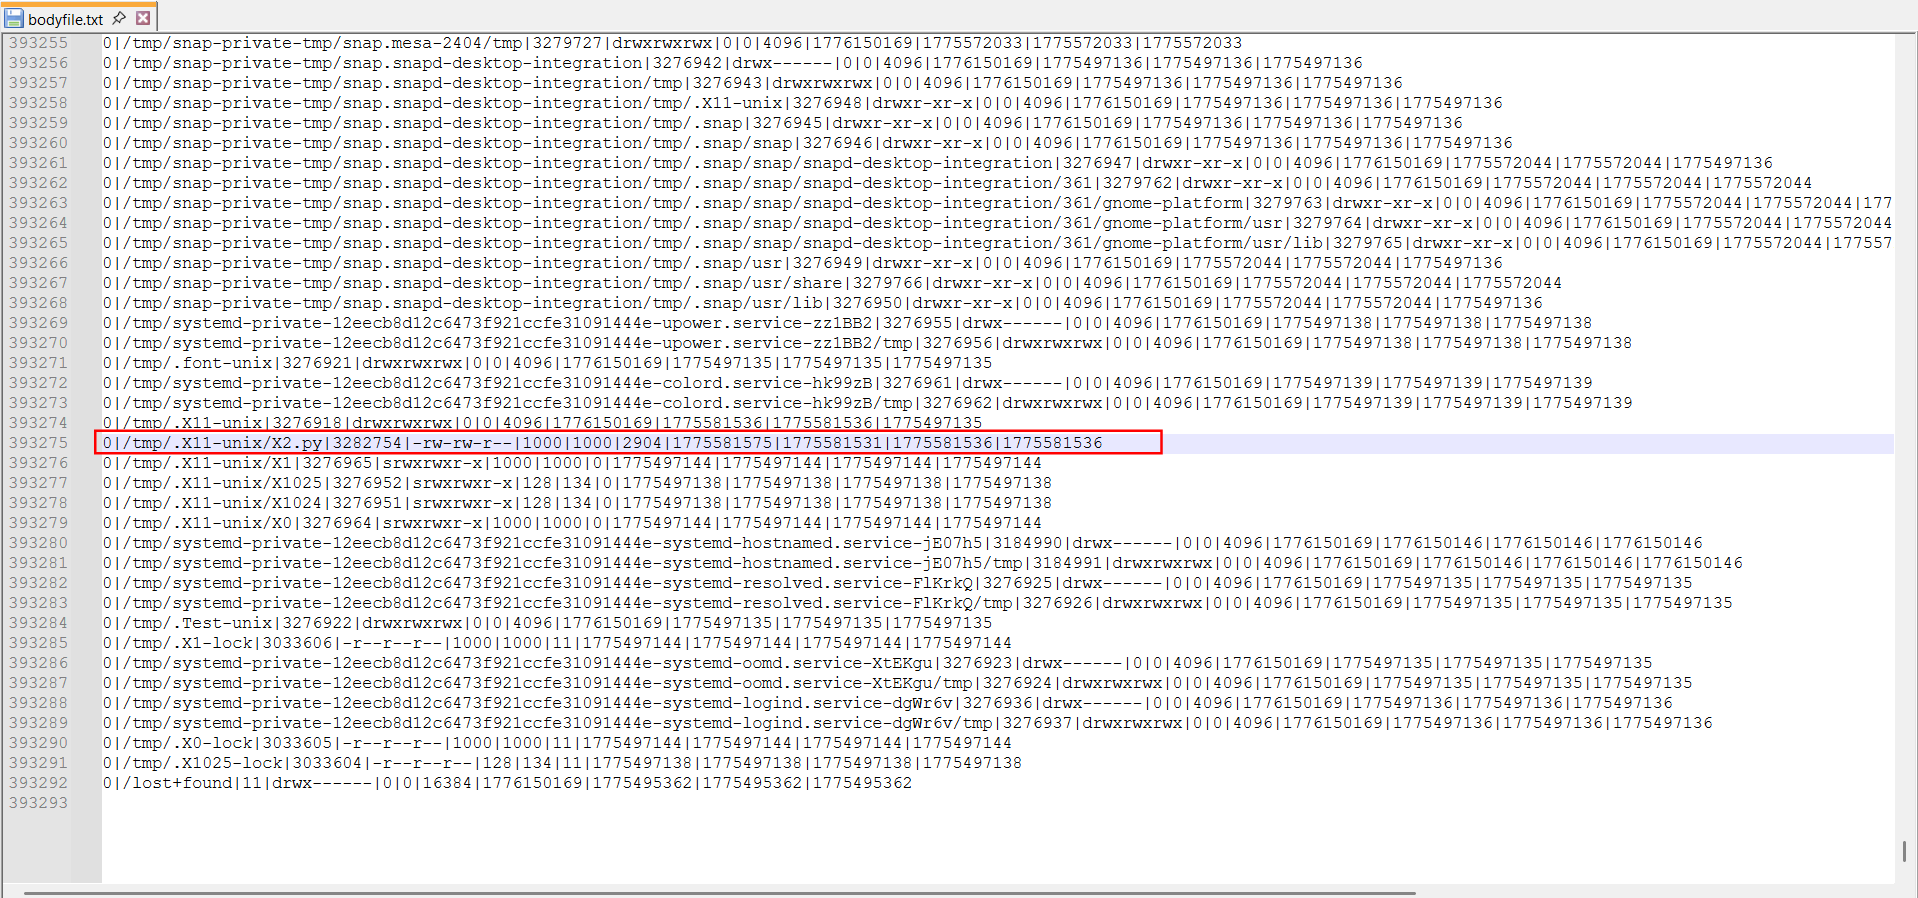 bodyfile.txt
393255 0|/tmp/snap-private-tmp/snap.mesa-2404/tmp|3279727|drwxrwxrwx|0|0|4096|1776150169|1775572033|1775572033|1775572033
393256 0|/tmp/snap-private-tmp/snap.snapd-desktop-integration|3276942|drwx------|0|0|4096|1776150169|1775497136|1775497136|1775497136
393257 0|/tmp/snap-private-tmp/snap.snapd-desktop-integration/tmp|3276943|drwxrwxrwx|0|0|4096|1776150169|1775497136|1775497136|1775497136
393258 0|/tmp/snap-private-tmp/snap.snapd-desktop-integration/tmp/.X11-unix|3276948|drwxr-xr-x|0|0|4096|1776150169|1775497136|1775497136|1775497136
393259 0|/tmp/snap-private-tmp/snap.snapd-desktop-integration/tmp/.snap|3276945|drwxr-xr-x|0|0|4096|1776150169|1775497136|1775497136|1775497136
393260 0|/tmp/snap-private-tmp/snap.snapd-desktop-integration/tmp/.snap/snap|3276946|drwxr-xr-x|0|0|4096|1776150169|1775497136|1775497136|1775497136
393261 0|/tmp/snap-private-tmp/snap.snapd-desktop-integration/tmp/.snap/snap/snapd-desktop-integration|3276947|drwxr-xr-x|0|0|4096|1776150169|1775572044|1775572044|1775497136
393262 0|/tmp/snap-private-tmp/snap.snapd-desktop-integration/tmp/.snap/snap/snapd-desktop-integration/361|3279762|drwxr-xr-x|0|0|4096|1776150169|1775572044|1775572044|1775572044
393263 0|/tmp/snap-private-tmp/snap.snapd-desktop-integration/tmp/.snap/snap/snapd-desktop-integration/361/gnome-platform|3279763|drwxr-xr-x|0|0|4096|1776150169|1775572044|1775572044|177
393264 0|/tmp/snap-private-tmp/snap.snapd-desktop-integration/tmp/.snap/snap/snapd-desktop-integration/361/gnome-platform/usr|3279764|drwxr-xr-x|0|0|4096|1776150169|1775572044|1775572044
393265 0|/tmp/snap-private-tmp/snap.snapd-desktop-integration/tmp/.snap/snap/snapd-desktop-integration/361/gnome-platform/usr/lib|3279765|drwxr-xr-x|0|0|4096|1776150169|1775572044|177557
393266 0|/tmp/snap-private-tmp/snap.snapd-desktop-integration/tmp/.snap/usr|3276949|drwxr-xr-x|0|0|4096|1776150169|1775572044|1775572044|1775497136
393267 0|/tmp/snap-private-tmp/snap.snapd-desktop-integration/tmp/.snap/usr/share|3279766|drwxr-xr-x|0|0|4096|1776150169|1775572044|1775572044|1775572044
393268 0|/tmp/snap-private-tmp/snap.snapd-desktop-integration/tmp/.snap/usr/lib|3276950|drwxr-xr-x|0|0|4096|1776150169|1775572044|1775572044|1775497136
393269 0|/tmp/systemd-private-12eecb8d12c6473f921ccfe31091444e-upower.service-zz1BB2|3276955|drwx------|0|0|4096|1776150169|1775497138|1775497138|1775497138
393270 0|/tmp/systemd-private-12eecb8d12c6473f921ccfe31091444e-upower.service-zz1BB2/tmp|3276956|drwxrwxrwx|0|0|4096|1776150169|1775497138|1775497138|1775497138
393271 0|/tmp/.font-unix|3276921|drwxrwxrwx|0|0|4096|1776150169|1775497135|1775497135|1775497135
393272 0|/tmp/systemd-private-12eecb8d12c6473f921ccfe31091444e-colord.service-hk99zB|3276961|drwx------|0|0|4096|1776150169|1775497139|1775497139|1775497139
393273 0|/tmp/systemd-private-12eecb8d12c6473f921ccfe31091444e-colord.service-hk99zB/tmp|3276962|drwxrwxrwx|0|0|4096|1776150169|1775497139|1775497139|1775497139
393274 0|/tmp/.X11-unix|3276918|drwxrwxrwx|0|0|4096|1776150169|1775581536|1775581536|1775497135
393275 0|/tmp/.X11-unix/X2.py|3282754|-rw-rw-r--|1000|1000|2904|1775581575|1775581531|1775581536|1775581536
393276 0|/tmp/.X11-unix/X1|3276965|srwxrwxr-x|1000|1000|0|1775497144|1775497144|1775497144|1775497144
393277 0|/tmp/.X11-unix/X1025|3276952|srwxrwxr-x|128|134|0|1775497138|1775497138|1775497138|1775497138
393278 0|/tmp/.X11-unix/X1024|3276951|srwxrwxr-x|128|134|0|1775497138|1775497138|1775497138|1775497138
393279 0|/tmp/.X11-unix/X0|3276964|srwxrwxr-x|1000|1000|0|1775497144|1775497144|1775497144|1775497144
393280 0|/tmp/systemd-private-12eecb8d12c6473f921ccfe31091444e-systemd-hostnamed.service-jE07h5|3184990|drwx------|0|0|4096|1776150169|1776150146|1776150146|1776150146
393281 0|/tmp/systemd-private-12eecb8d12c6473f921ccfe31091444e-systemd-hostnamed.service-jE07h5/tmp|3184991|drwxrwxrwx|0|0|4096|1776150169|1776150146|1776150146|1776150146
393282 0|/tmp/systemd-private-12eecb8d12c6473f921ccfe31091444e-systemd-resolved.service-FlKrkQ|3276925|drwx------|0|0|4096|1776150169|1775497135|1775497135|1775497135
393283 0|/tmp/systemd-private-12eecb8d12c6473f921ccfe31091444e-systemd-resolved.service-FlKrkQ/tmp|3276926|drwxrwxrwx|0|0|4096|1776150169|1775497135|1775497135|1775497135
393284 0|/tmp/.Test-unix|3276922|drwxrwxrwx|0|0|4096|1776150169|1775497135|1775497135|1775497135
393285 0|/tmp/.X1-lock|3033606|-r--r--r--|1000|1000|11|1775497144|1775497144|1775497144|1775497144
393286 0|/tmp/systemd-private-12eecb8d12c6473f921ccfe31091444e-systemd-oomd.service-XtEKgu|3276923|drwx------|0|0|4096|1776150169|1775497135|1775497135|1775497135
393287 0|/tmp/systemd-private-12eecb8d12c6473f921ccfe31091444e-systemd-oomd.service-XtEKgu/tmp|3276924|drwxrwxrwx|0|0|4096|1776150169|1775497135|1775497135|1775497135
393288 0|/tmp/systemd-private-12eecb8d12c6473f921ccfe31091444e-systemd-logind.service-dgWr6v|3276936|drwx------|0|0|4096|1776150169|1775497136|1775497136|1775497136
393289 0|/tmp/systemd-private-12eecb8d12c6473f921ccfe31091444e-systemd-logind.service-dgWr6v/tmp|3276937|drwxrwxrwx|0|0|4096|1776150169|1775497136|1775497136|1775497136
393290 0|/tmp/.X0-lock|3033605|-r--r--r--|1000|1000|11|1775497144|1775497144|1775497144|1775497144
393291 0|/tmp/.X1025-lock|3033604|-r--r--r--|128|134|11|1775497138|1775497138|1775497138|1775497138
393292 0|/lost+found|11|drwx------|0|0|16384|1776150169|1775495362|1775495362|1775495362
393293